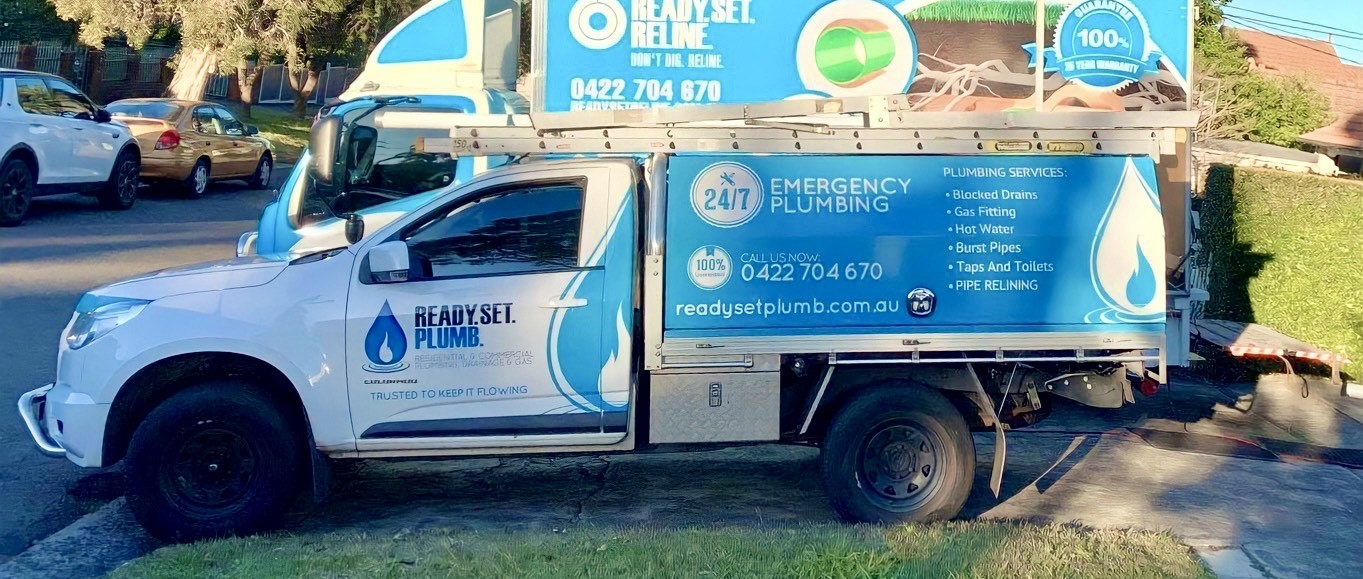 READY.SET.
RELINE.
DON'T DIG. RELINE.
0422 704 670
GUARANTEE
100%
24/7
EMERGENCY
PLUMBING
100%
CALL US NOW:
0422 704 670
readysetplumb.com.au
PLUMBING SERVICES:
• Blocked Drains
• Gas Fitting
• Hot Water
• Burst Pipes
• Taps And Toilets
• PIPE RELINING
READY.SET.
PLUMB.
RESIDENTIAL & COMMERCIAL
PLUMBING, DRAINAGE & GAS
COLORADO
TRUSTED TO KEEP IT FLOWING